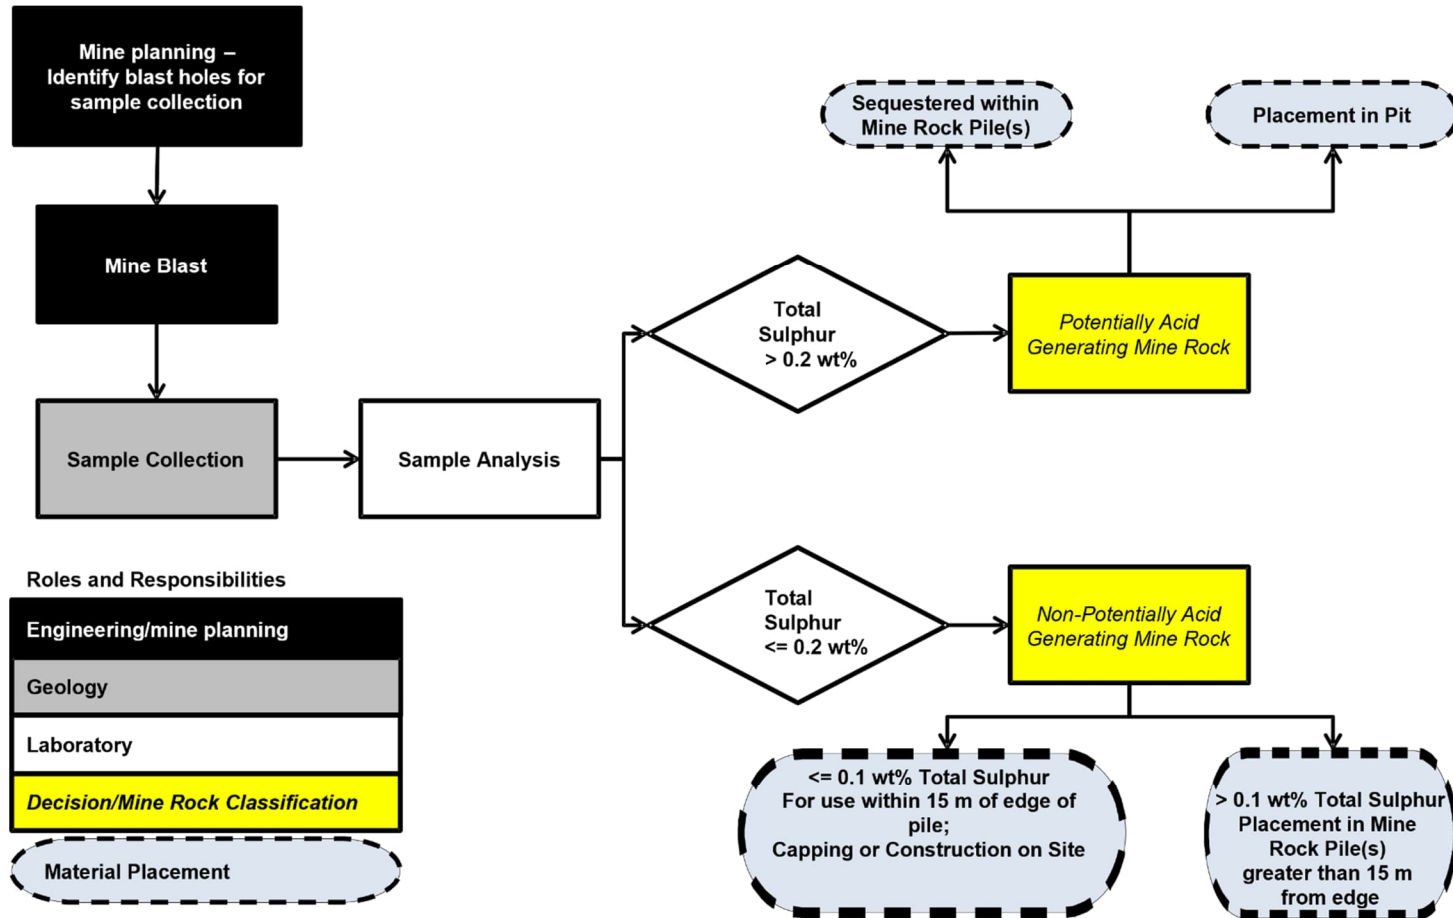 Mine planning –
Identify blast holes for
sample collection
Mine Blast
Sample Collection
Sample Analysis
Total
Sulphur
> 0.2 wt%
Potentially Acid
Generating Mine Rock
Sequestered within
Mine Rock Pile(s)
Placement in Pit
Total
Sulphur
<= 0.2 wt%
Non-Potentially Acid
Generating Mine Rock
<= 0.1 wt% Total Sulphur
For use within 15 m of edge of
pile;
Capping or Construction on Site
> 0.1 wt% Total Sulphur
Placement in Mine
Rock Pile(s)
greater than 15 m
from edge
Roles and Responsibilities
Engineering/mine planning
Geology
Laboratory
Decision/Mine Rock Classification
Material Placement